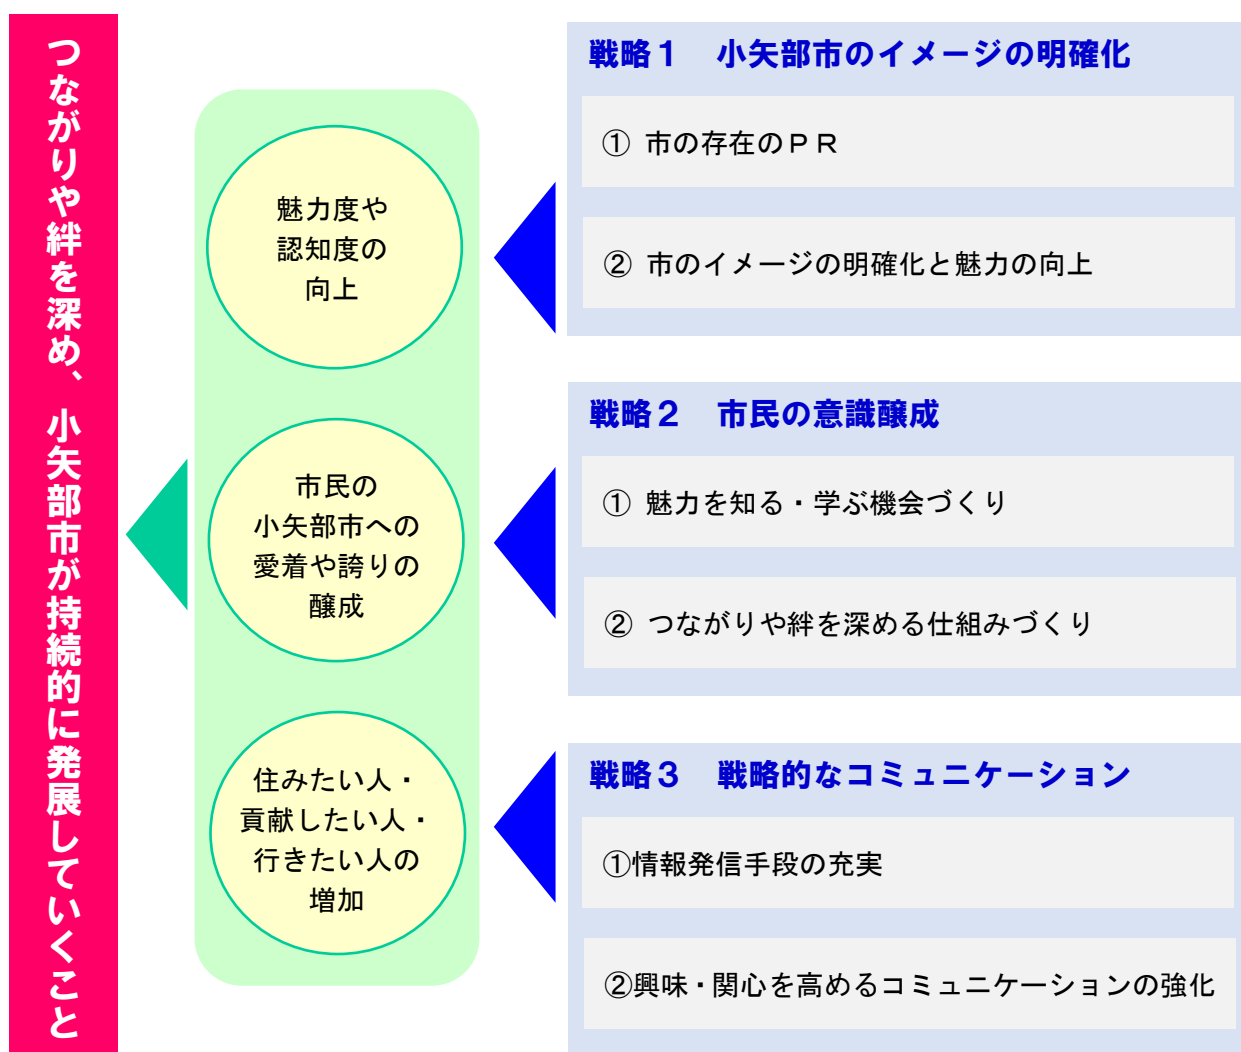 つながりや絆を深め、小矢部市が持続的に発展していくこと
魅力度や
認知度の
向上
市民の
小矢部市への
愛着や誇りの
醸成
住みたい人・
貢献したい人・
行きたい人の
増加
戦略１　小矢部市のイメージの明確化
① 市の存在のＰＲ
② 市のイメージの明確化と魅力の向上
戦略２　市民の意識醸成
① 魅力を知る・学ぶ機会づくり
② つながりや絆を深める仕組みづくり
戦略３　戦略的なコミュニケーション
①情報発信手段の充実
②興味・関心を高めるコミュニケーションの強化